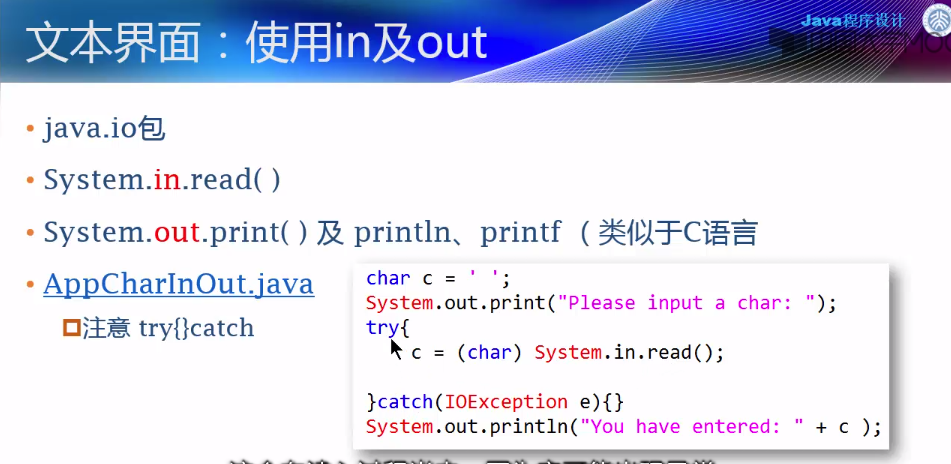 Java程序设计
文本界面：使用in及out
java.io包
System.in.read( )
System.out.print( ) 及 println、printf （ 类似于C语言
AppCharInOut.java
注意 try{}catch
char c = ' ';
System.out.print("Please input a char: ");
try{
c = (char) System.in.read();
}catch(IOException e){}
System.out.println("You have entered: " + c );